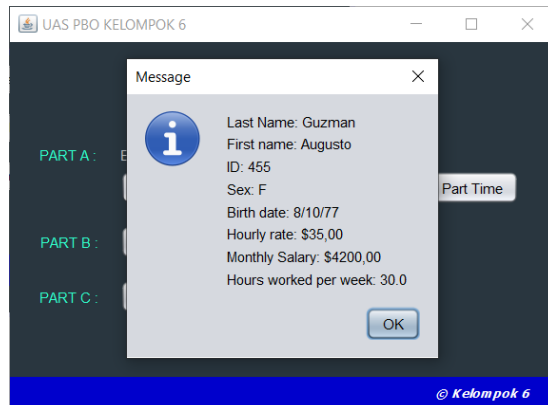 UAS PBO KELOMPOK 6
Message
Last Name: Guzman
First name: Augusto
ID: 455
Sex: F
Birth date: 8/10/77
Hourly rate: $35,00
Monthly Salary: $4200,00
Hours worked per week: 30.0
OK
PART A : E
Part Time
PART B :
PART C :
© Kelompok 6